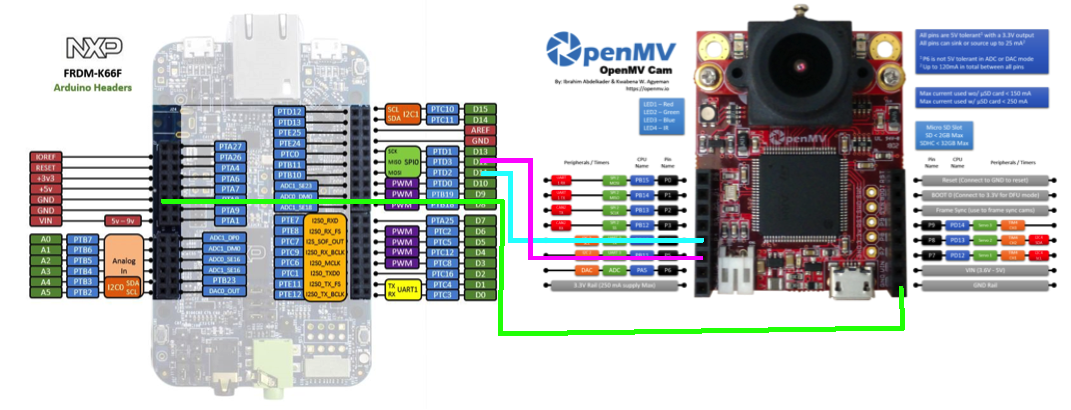 NXP
FRDM-K66F
Arduino Headers
IOREF
RESET
+3v3
+5v
GND
GND
VIN
5v – 9v
PTA27
PTA26
PTA4
PTA6
PTA7
PTA9
PTA1
A0
A1
A2
A3
A4
A5
PTB7
PTB6
PTB5
PTB4
PTB3
PTB2
Analog
In
I2C0
SDA
SCL
ADC1_DP0
ADC1_DM0
ADC0_SE16
ADC1_SE16
PTB23
DAC0_OUT
PTD12
PTD13
PTE25
PTE24
PTC0
PTB11
PTB10
ADC1_SE23
ADC0_DM0
ADC1_SE18
PTE7
PTE8
PTC7
PTC5
PTC9
PTC6
PTC1
PTE11
PTE12
I2S0_RXD
I2S0_RX_FS
I2S_SOF_OUT
I2S0_RX_BCLK
I2S0_MCLK
I2S0_TXD0
I2S0_TX_FS
I2S0_TX_BCLK
SCL
SDA
I2C1
PTC10
PTC11
D15
D14
AREF
GND
SCK
MISO
MOSI
SPI0
PWM
PWM
PWM
PTD1
PTD3
PTD2
PTD0
PTB19
PTB18
D13
D10
D9
D8
PWM
PWM
PWM
PTA25
PTC2
PTC12
PTC8
PTC16
PTC4
PTC3
D7
D6
D5
D4
D3
D2
D1
D0
TX
RX
UART1
OpenMV
OpenMV Cam
By: Ibrahim Abdelkader & Kwabena W. Agyeman
https://openmv.io
LED1 – Red
LED2 – Green
LED3 – Blue
LED4 – IR
Peripherals / Timers
CPU
Name
Pin
Name
PB15
P0
PB14
P1
PB13
P2
PB12
P3
DAC
ADC
PA5
P6
3.3V Rail (250 mA supply Max)
OpenMV
All pins are 5V tolerant¹ with a 3.3V output
All pins can sink or source up to 25 mA²
¹ P6 is not 5V tolerant in ADC or DAC mode
² Up to 120mA in total between all pins
Max current used wo/ µSD card < 150 mA
Max current used w/ µSD card < 250 mA
Micro SD Slot
SD < 2GB Max
SDHC < 32GB Max
Pin
Name
CPU
Name
Peripherals / Timers
Reset (Connect to GND to reset)
BOOT 0 (Connect to 3.3V for DFU mode)
Frame Sync (use to frame sync cams)
P9
PD14
P8
PD13
P7
PD12
VIN (3.6V - 5V)
GND Rail